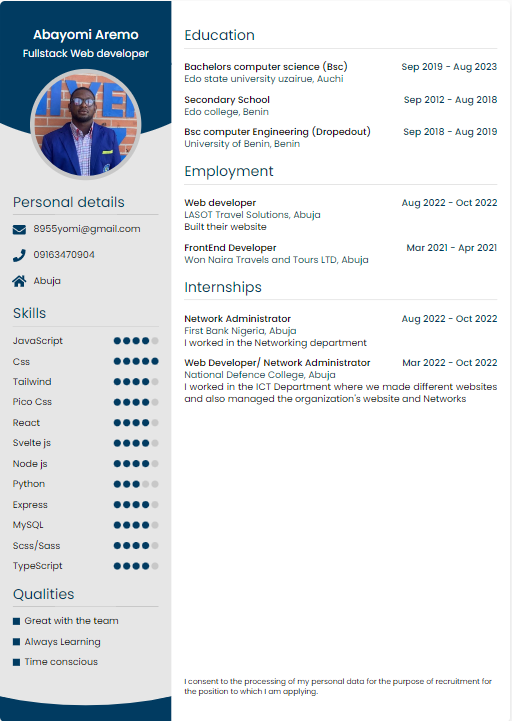 Abayomi Aremo
Fullstack Web developer
Personal details
8955yomi@gmail.com
09163470904
Abuja
Skills
JavaScript
Css
Tailwind
Pico Css
React
Svelte js
Node js
Python
Express
MySQL
Scss/Sass
TypeScript
Qualities
Great with the team
Always Learning
Time conscious
Education
Bachelors computer science (Bsc) Sep 2019 - Aug 2023
Edo state university uzairue, Auchi
Secondary School Sep 2012 - Aug 2018
Edo college, Benin
Bsc computer Engineering (Dropedout) Sep 2018 - Aug 2019
University of Benin, Benin
Employment
Web developer Aug 2022 - Oct 2022
LASOT Travel Solutions, Abuja
Built their website
FrontEnd Developer Mar 2021 - Apr 2021
Won Naira Travels and Tours LTD, Abuja
Internships
Network Administrator Aug 2022 - Oct 2022
First Bank Nigeria, Abuja
I worked in the Networking department
Web Developer/ Network Administrator Mar 2022 - Oct 2022
National Defence College, Abuja
I worked in the ICT Department where we made different websites
and also managed the organization's website and Networks
I consent to the processing of my personal data for the purpose of recruitment for
the position to which I am applying.